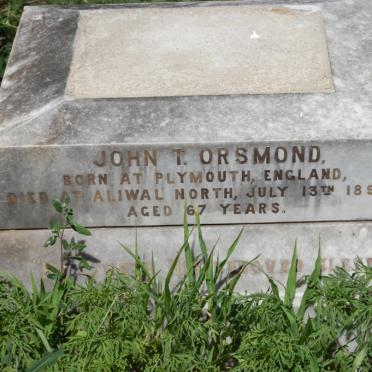 JOHN T. ORSMOND,
BORN AT PLYMOUTH, ENGLAND,
DIED AT ALIWAL NORTH, JULY 13TH
AGED 67 YEARS.